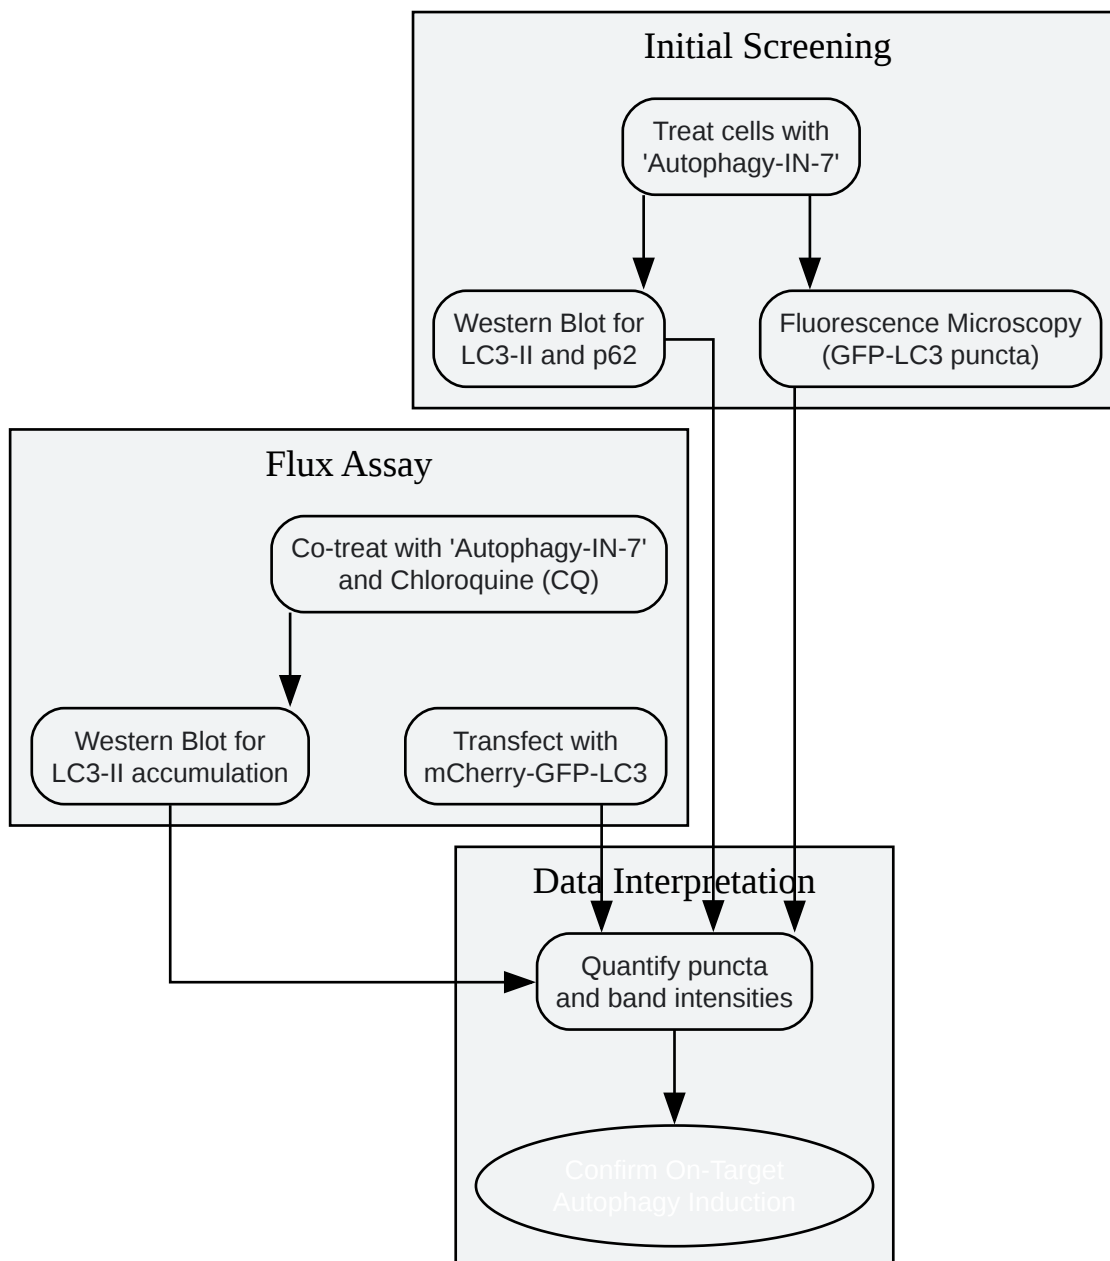 Initial Screening
Treat cells with
'Autophagy-IN-7'
Western Blot for
LC3-II and p62
Fluorescence Microscopy
(GFP-LC3 puncta)
Flux Assay
Co-treat with 'Autophagy-IN-7'
and Chloroquine (CQ)
Western Blot for
LC3-II accumulation
Transfect with
mCherry-GFP-LC3
Data Interpretation
Quantify puncta
and band intensities
Confirm On-Target
Autophagy Induction